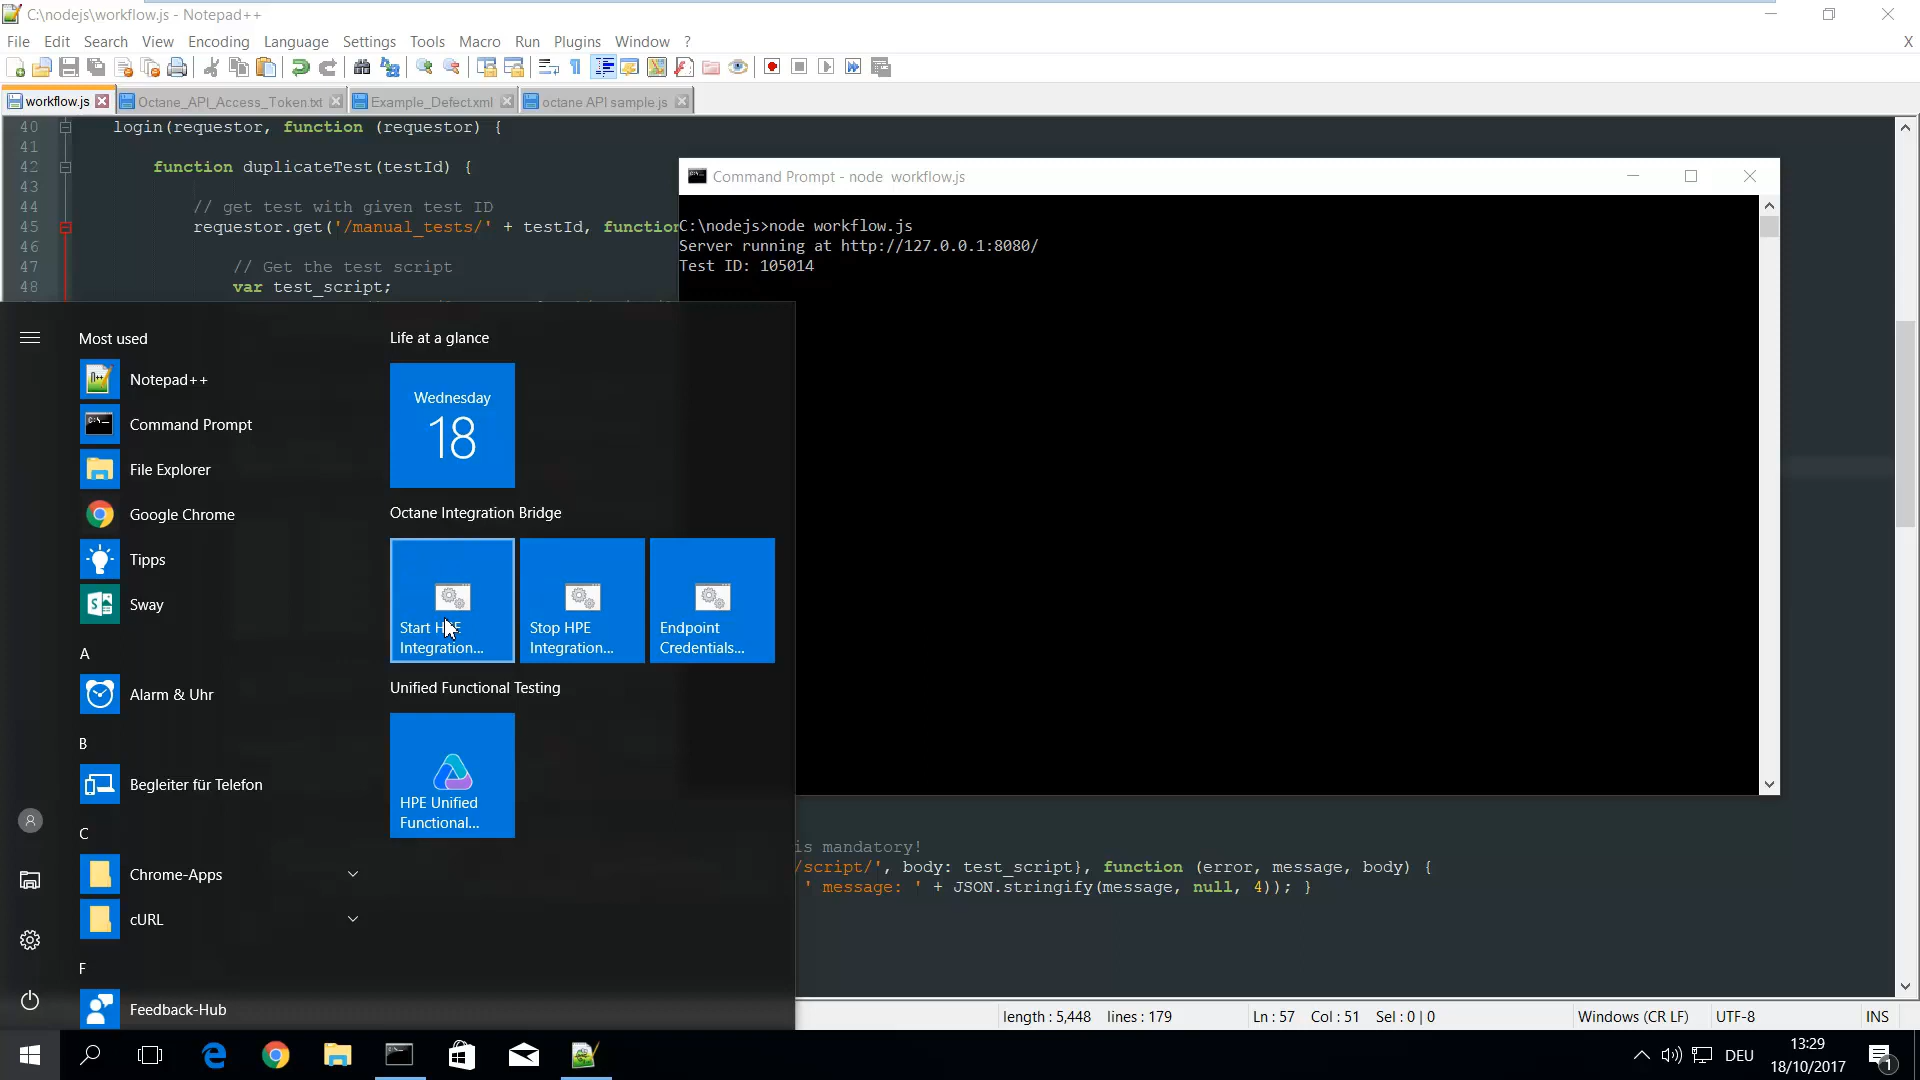 C:\nodejs\workflow.js - Notepad++
File Edit Search View Encoding Language Settings Tools Macro Run Plugins Window ? X
workflow.js Octane_API_Access_Token.txt Example_Defect.xml octane API sample.js
40 login(requestor, function (requestor) {
41
42 function duplicateTest(testId) {
43
44 // get test with given test ID
45 requestor.get('/manual_tests/' + testId, function
46
47 // Get the test script
48 var test_script;
Command Prompt - node workflow.js
C:\nodejs>node workflow.js
Server running at http://127.0.0.1:8080/
Test ID: 105014
Most used
Notepad++
Command Prompt
File Explorer
Google Chrome
Tipps
Sway
A
Alarm & Uhr
B
Begleiter für Telefon
C
Chrome-Apps
cURL
F
Feedback-Hub
Life at a glance
Wednesday
18
Octane Integration Bridge
Start HPE
Integration...
Stop HPE
Integration...
Endpoint
Credentials...
Unified Functional Testing
HPE Unified
Functional...
is mandatory!
/script/', body: test_script}, function (error, message, body) {
' message: ' + JSON.stringify(message, null, 4)); }
length : 5,448 lines : 179 Ln : 57 Col : 51 Sel : 0 | 0 Windows (CR LF) UTF-8 INS
DEU
13:29
18/10/2017
1